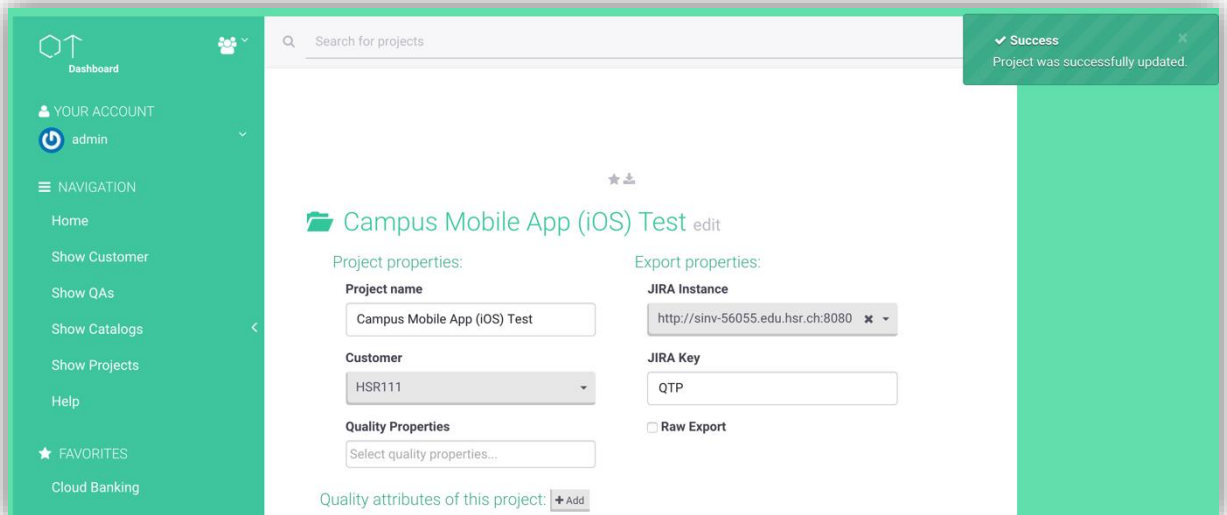 QT
Dashboard
YOUR ACCOUNT
admin
NAVIGATION
Home
Show Customer
Show QAs
Show Catalogs
Show Projects
Help
FAVORITES
Cloud Banking
Search for projects
Success
Project was successfully updated.
Campus Mobile App (iOS) Test edit
Project properties:
Project name
Campus Mobile App (iOS) Test
Customer
HSR111
Quality Properties
Select quality properties...
Export properties:
JIRA Instance
http://sinv-56055.edu.hsr.ch:8080
JIRA Key
QTP
Raw Export
Quality attributes of this project: + Add